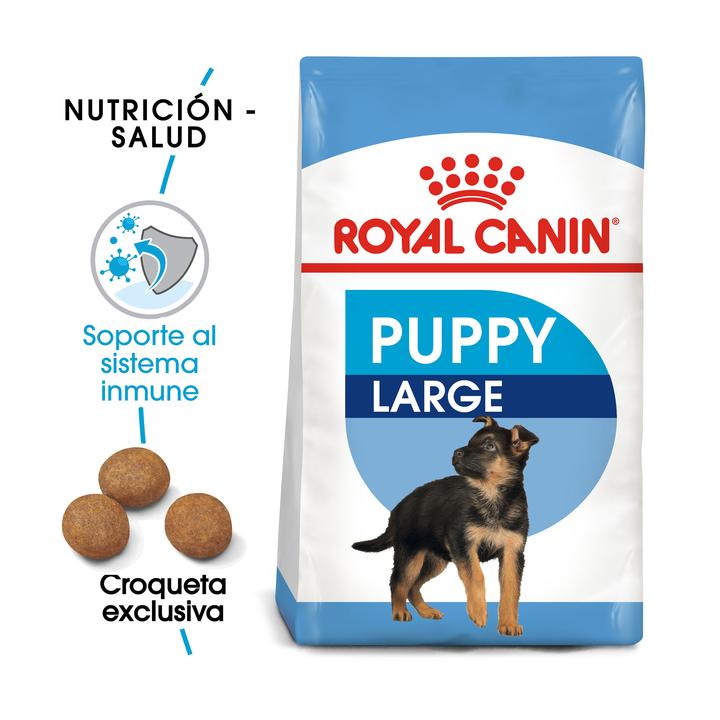 NUTRICIÓN -
SALUD
Soporte al
sistema
inmune
Croqueta
exclusiva
ROYAL CANIN®
PUPPY
LARGE